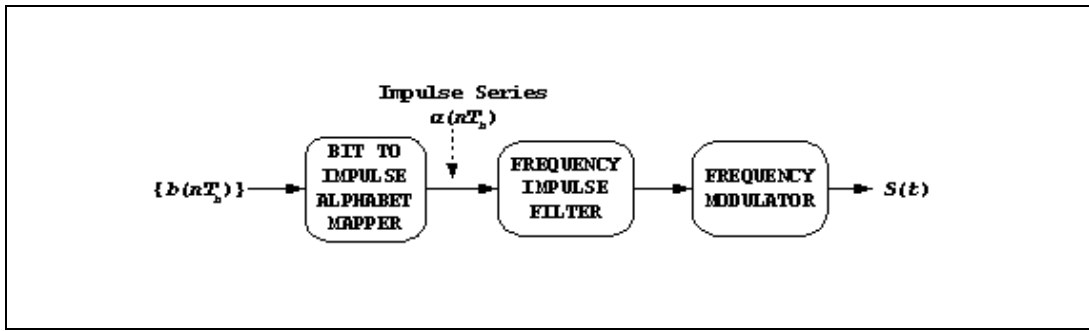 Impulse Series
α(nT_b)
{b(nT_b)}
BIT TO
IMPULSE
ALPHABET
MAPPER
FREQUENCY
IMPULSE
FILTER
FREQUENCY
MODULATOR
S(t)